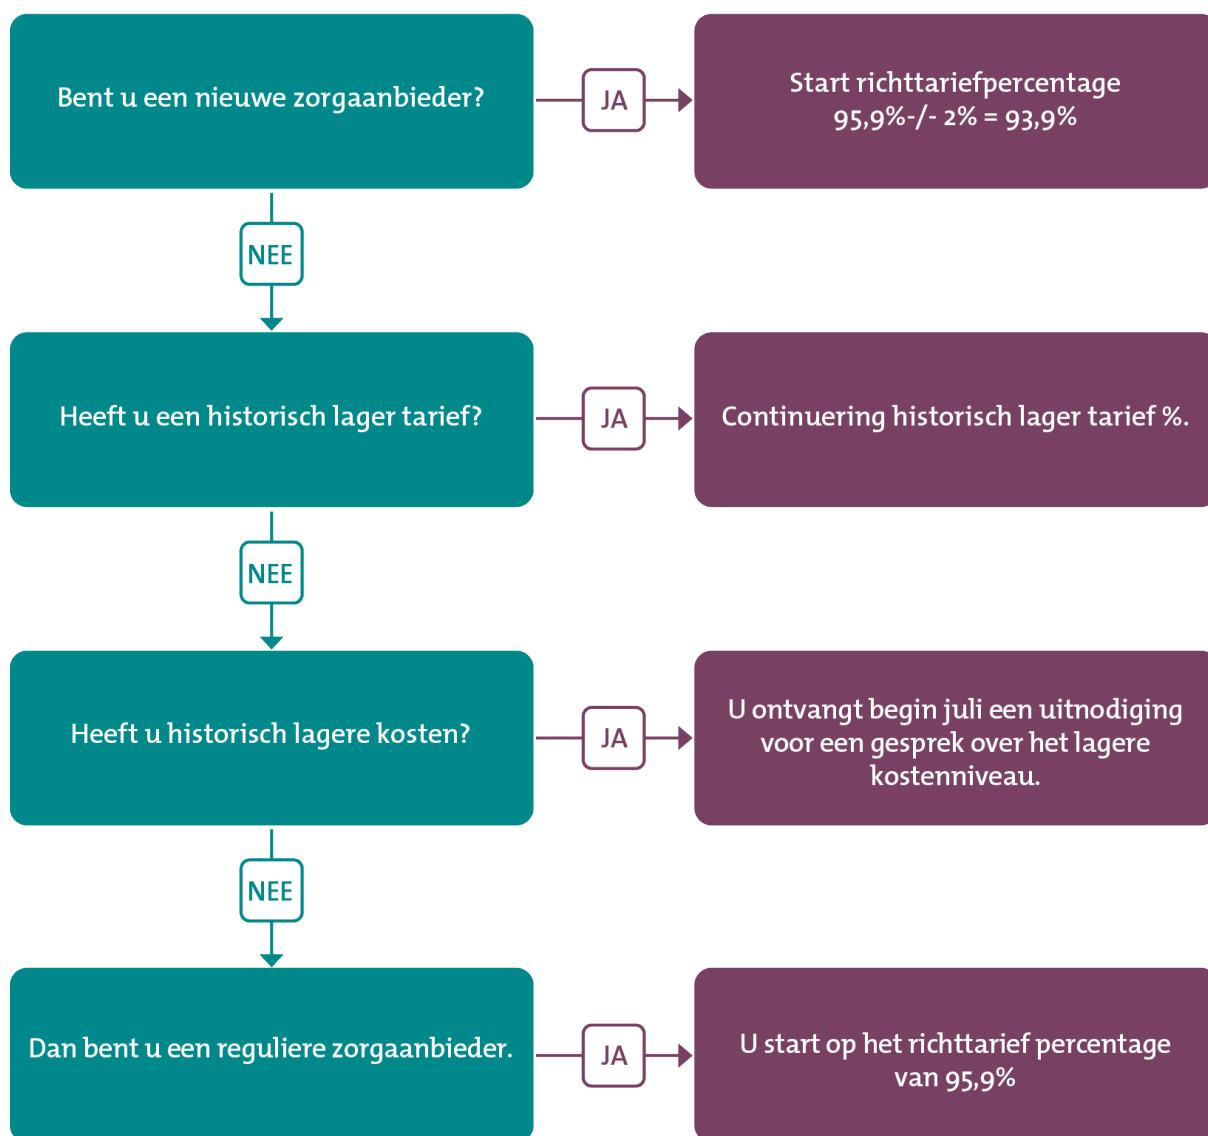 Bent u een nieuwe zorgaanbieder?
JA
Start richttariefpercentage
95,9%-/- 2% = 93,9%
NEE
Heeft u een historisch lager tarief?
JA
Continuering historisch lager tarief %.
NEE
Heeft u historisch lagere kosten?
JA
U ontvangt begin juli een uitnodiging
voor een gesprek over het lagere
kostenniveau.
NEE
Dan bent u een reguliere zorgaanbieder.
JA
U start op het richttarief percentage
van 95,9%